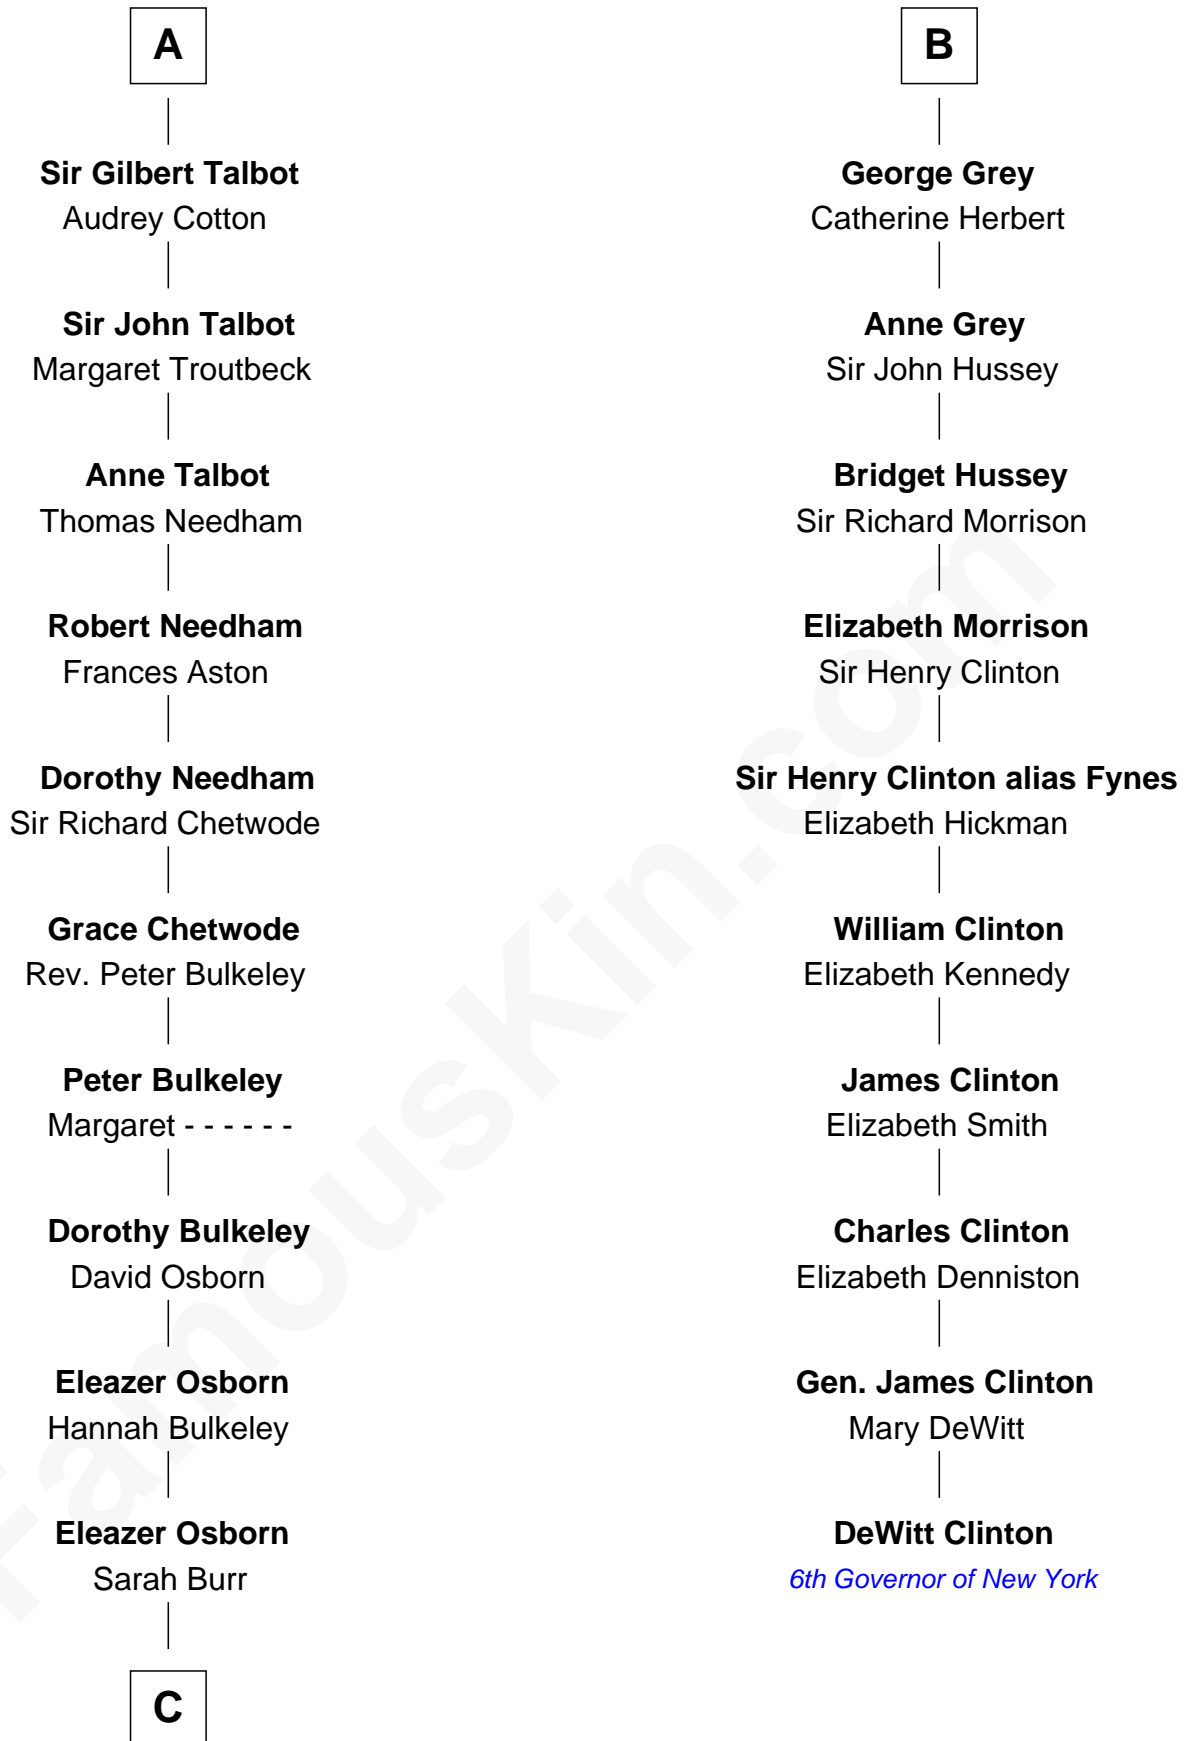 A
Sir Gilbert Talbot
Audrey Cotton
Sir John Talbot
Margaret Troutbeck
Anne Talbot
Thomas Needham
Robert Needham
Frances Aston
Dorothy Needham
Sir Richard Chetwode
Grace Chetwode
Rev. Peter Bulkeley
Peter Bulkeley
Margaret - - - - - -
Dorothy Bulkeley
David Osborn
Eleazer Osborn
Hannah Bulkeley
Eleazer Osborn
Sarah Burr
C
B
George Grey
Catherine Herbert
Anne Grey
Sir John Hussey
Bridget Hussey
Sir Richard Morrison
Elizabeth Morrison
Sir Henry Clinton
Sir Henry Clinton alias Fynes
Elizabeth Hickman
William Clinton
Elizabeth Kennedy
James Clinton
Elizabeth Smith
Charles Clinton
Elizabeth Denniston
Gen. James Clinton
Mary DeWitt
DeWitt Clinton
6th Governor of New York
FamousKin.com